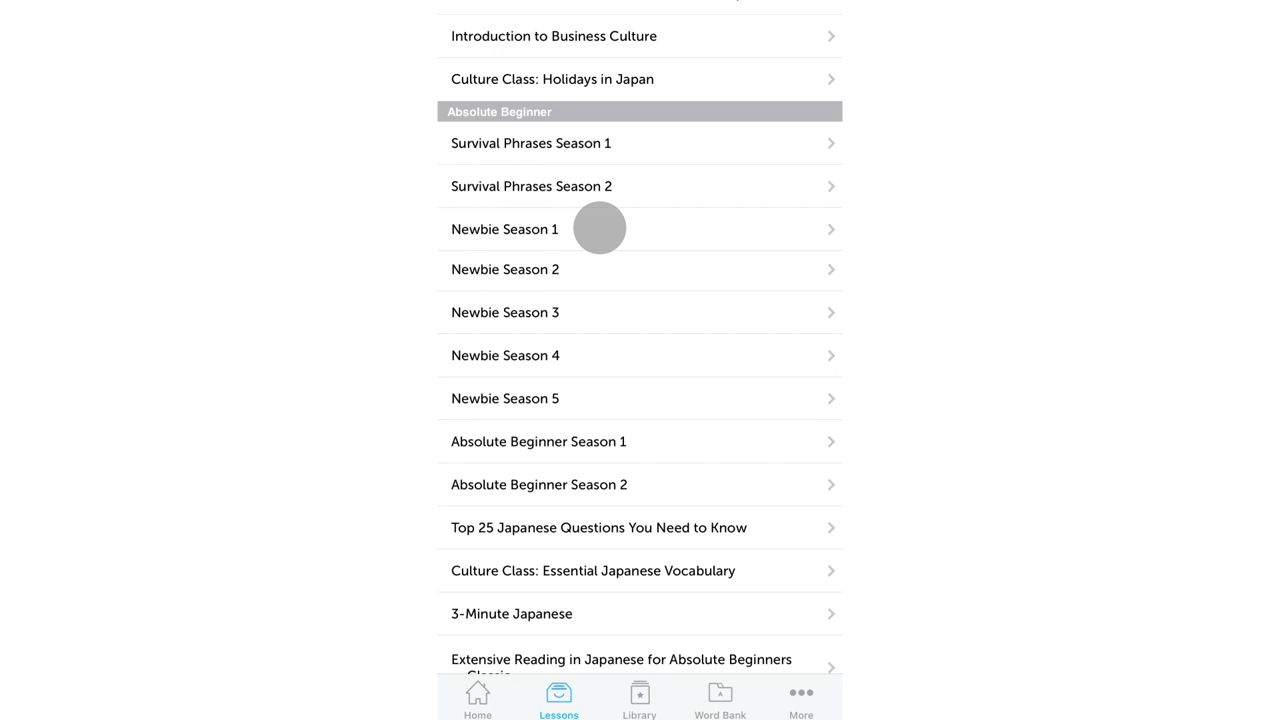 Introduction to Business Culture
Culture Class: Holidays in Japan
Absolute Beginner
Survival Phrases Season 1
Survival Phrases Season 2
Newbie Season 1
Newbie Season 2
Newbie Season 3
Newbie Season 4
Newbie Season 5
Absolute Beginner Season 1
Absolute Beginner Season 2
Top 25 Japanese Questions You Need to Know
Culture Class: Essential Japanese Vocabulary
3-Minute Japanese
Extensive Reading in Japanese for Absolute Beginners
Home
Lessons
Library
Word Bank
More